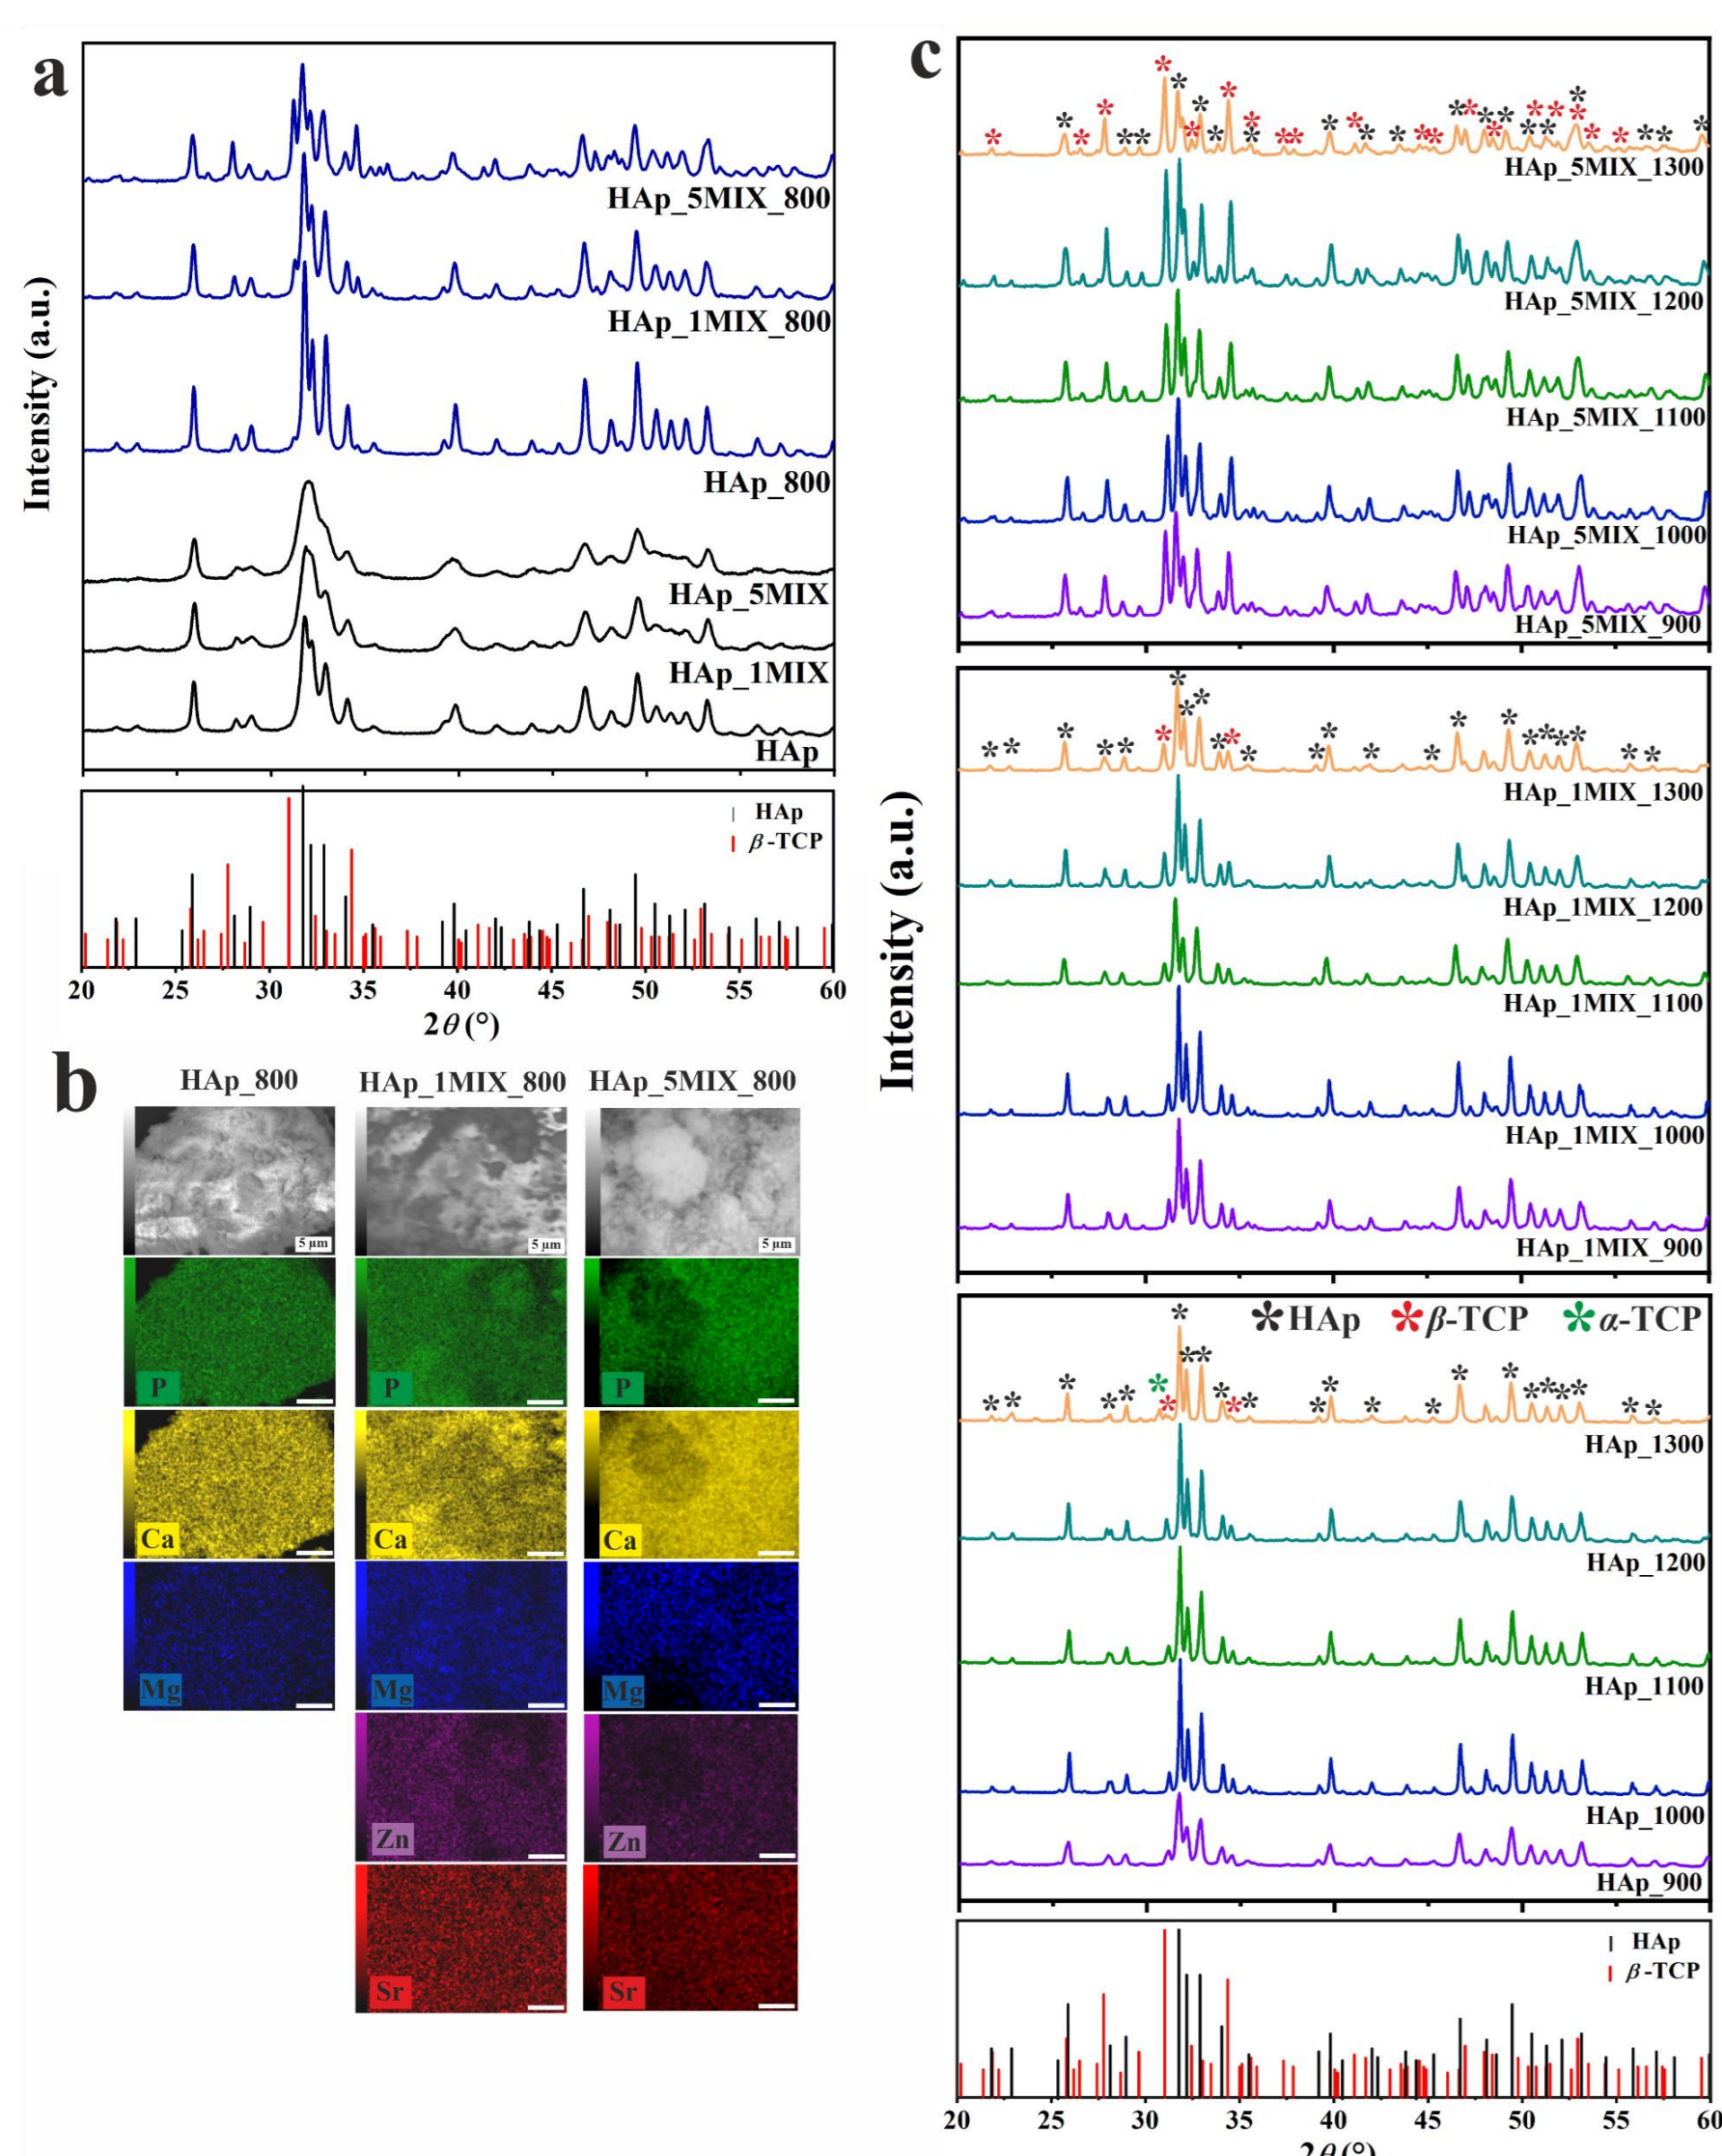 a
Intensity (a.u.)
HAp_5MIX_800
HAp_1MIX_800
HAp_800
HAp_5MIX
HAp_1MIX
HAp
HAp
β-TCP
20 25 30 35 40 45 50 55 60
2θ (°)
b
HAp_800 HAp_1MIX_800 HAp_5MIX_800
5 µm 5 µm 5 µm
P P P
Ca Ca Ca
Mg Mg Mg
Zn Zn
Sr Sr
c
Intensity (a.u.)
HAp_5MIX_1300
HAp_5MIX_1200
HAp_5MIX_1100
HAp_5MIX_1000
HAp_5MIX_900
HAp_1MIX_1300
HAp_1MIX_1200
HAp_1MIX_1100
HAp_1MIX_1000
HAp_1MIX_900
* HAp * β-TCP * α-TCP
HAp_1300
HAp_1200
HAp_1100
HAp_1000
HAp_900
HAp
β-TCP
20 25 30 35 40 45 50 55 60
2θ (°)